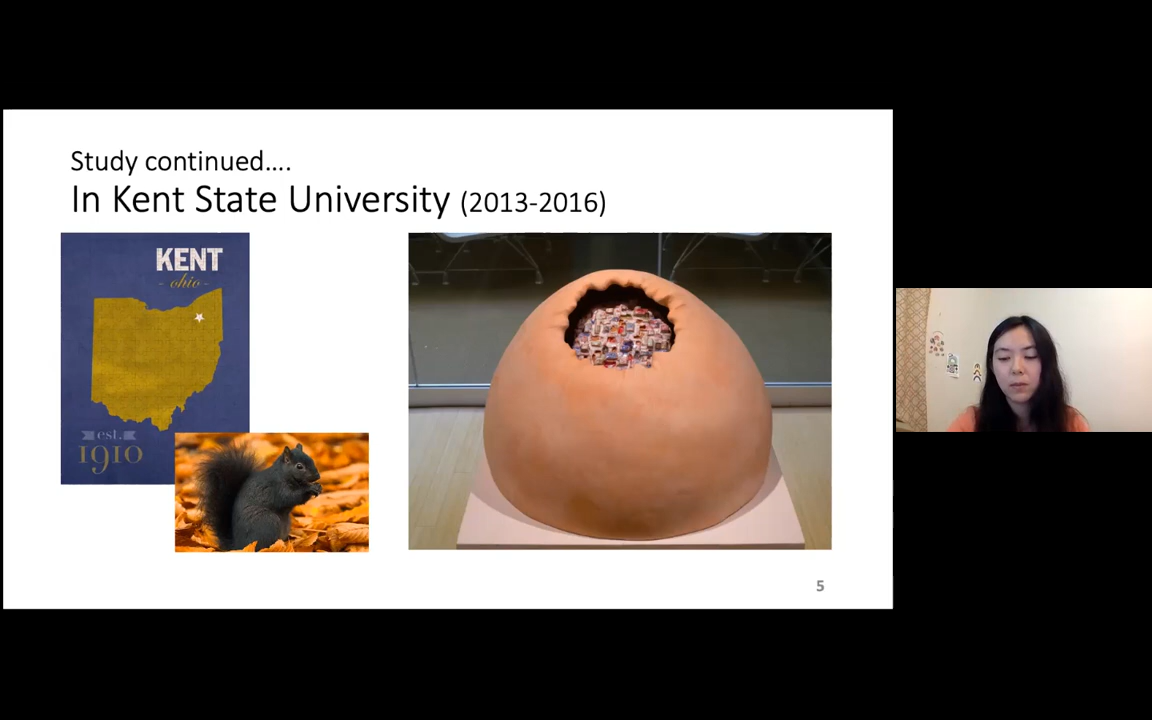 Study continued....
In Kent State University (2013-2016)
KENT
- ohio -
est.
1910
5